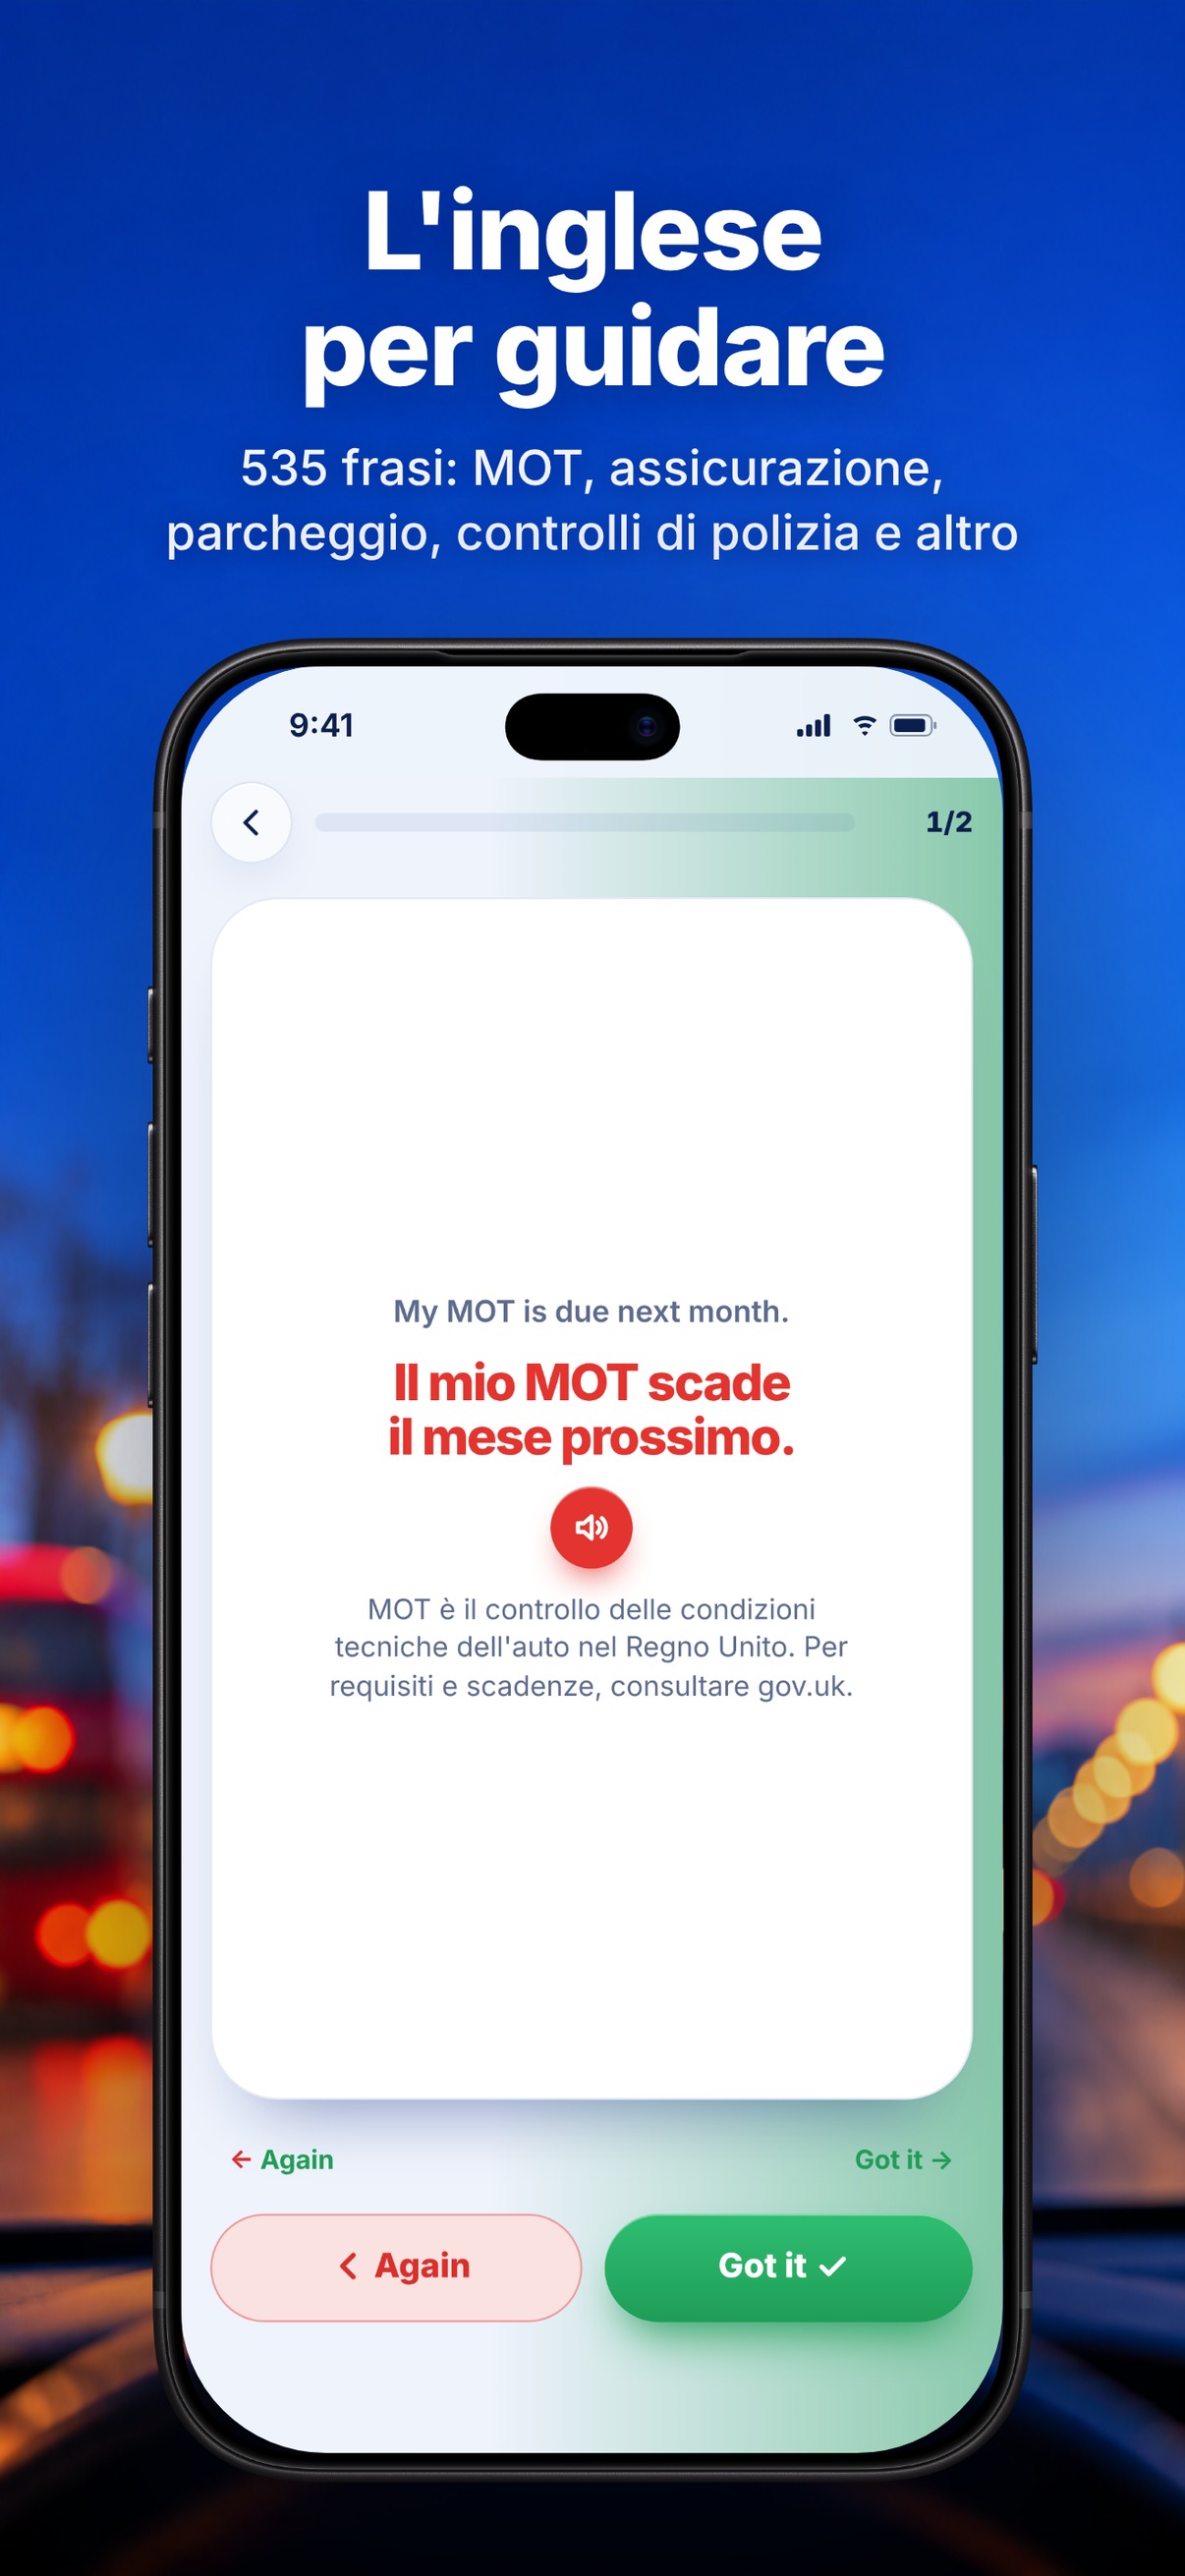 L'inglese
per guidare
535 frasi: MOT, assicurazione,
parcheggio, controlli di polizia e altro
9:41
1/2
My MOT is due next month.
Il mio MOT scade
il mese prossimo.
MOT è il controllo delle condizioni
tecniche dell'auto nel Regno Unito. Per
requisiti e scadenze, consultare gov.uk.
← Again
Got it →
Again
Got it